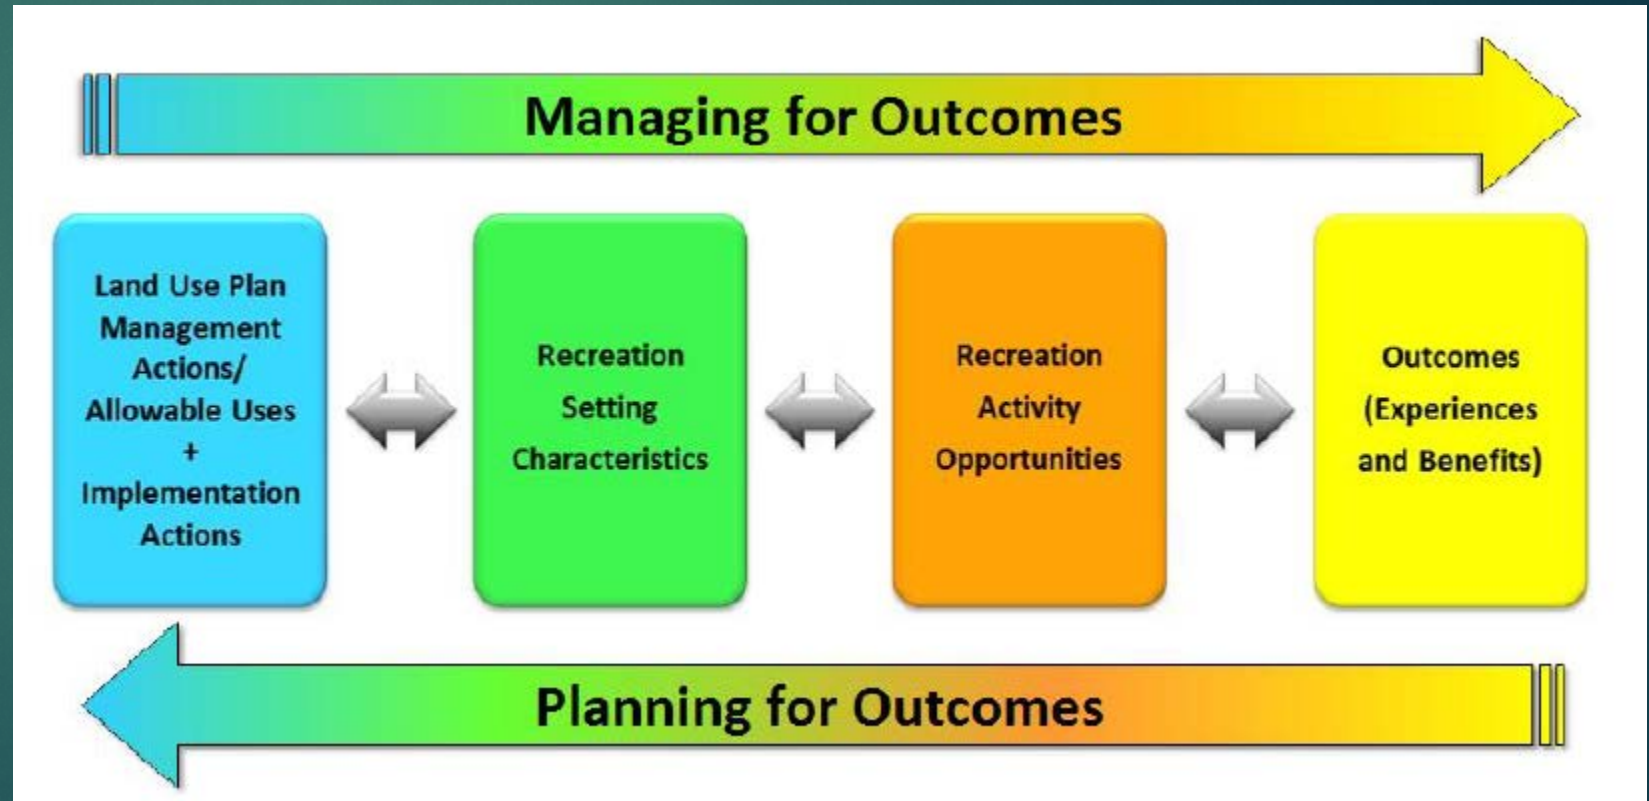 Managing for Outcomes
Land Use Plan
Management
Actions/
Allowable Uses
+
Implementation
Actions
Recreation
Setting
Characteristics
Recreation
Activity
Opportunities
Outcomes
(Experiences
and Benefits)
Planning for Outcomes